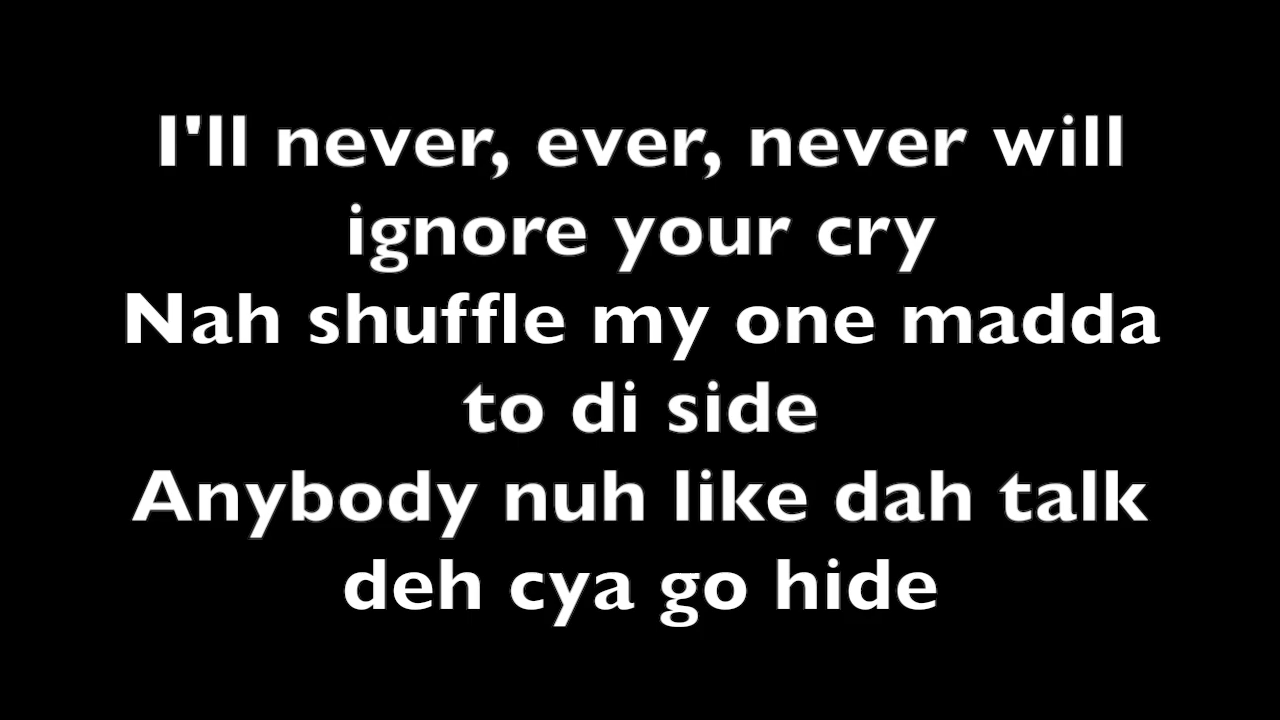 I'll never, ever, never will
ignore your cry
Nah shuffle my one madda
to di side
Anybody nuh like dah talk
deh cya go hide